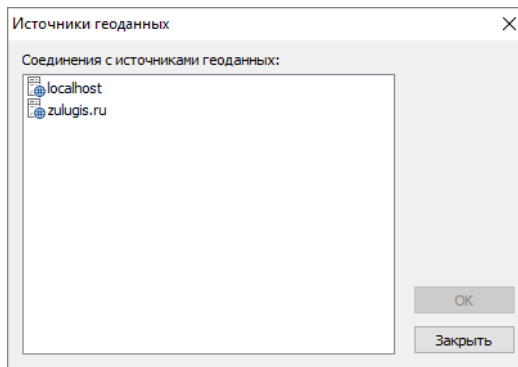 Источники геоданных
Соединения с источниками геоданных:
localhost
zulugis.ru
OK
Закрыть